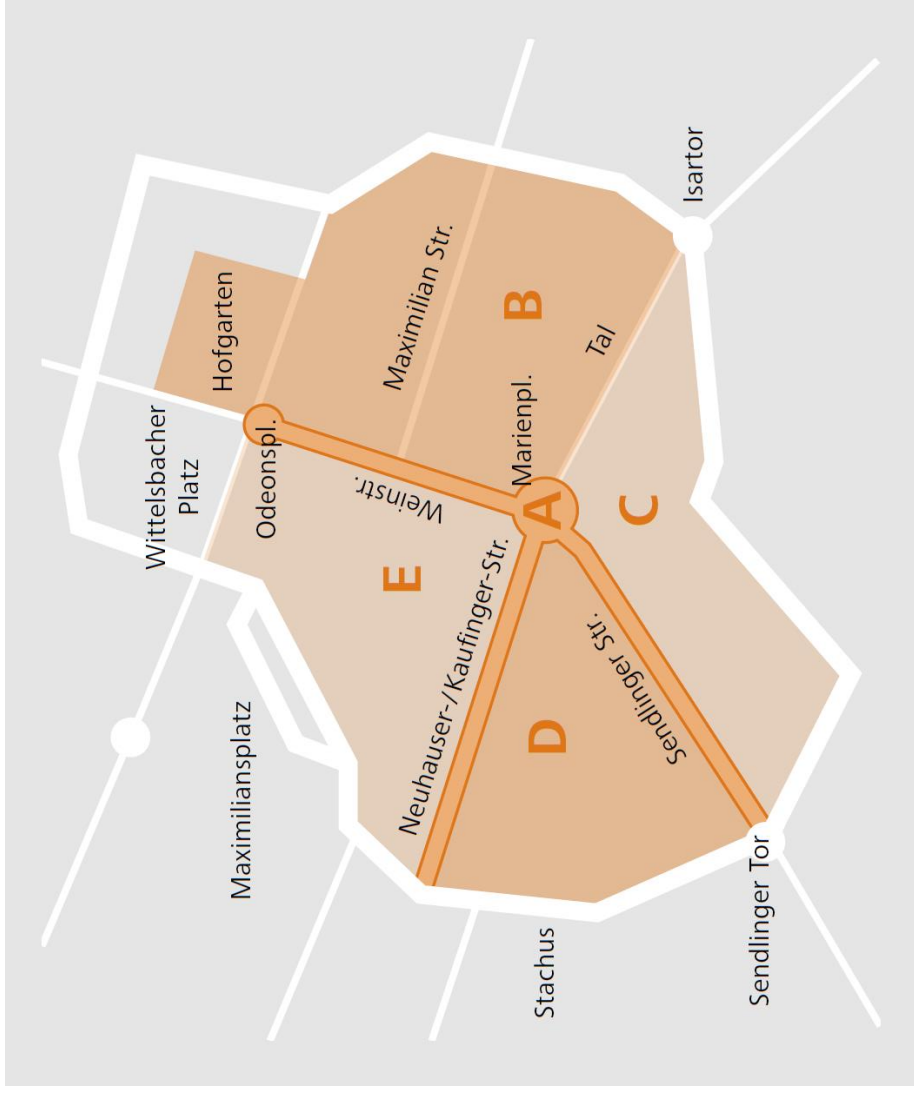 Wittelsbacher
Platz
Hofgarten
Maximiliansplatz
Odeonspl.
Weinstr.
Maximilian Str.
E
Neuhauser-/Kaufinger-Str.
Marienpl.
B
Stachus
D
A
Tal
C
Sendlinger Str.
Isartor
Sendlinger Tor